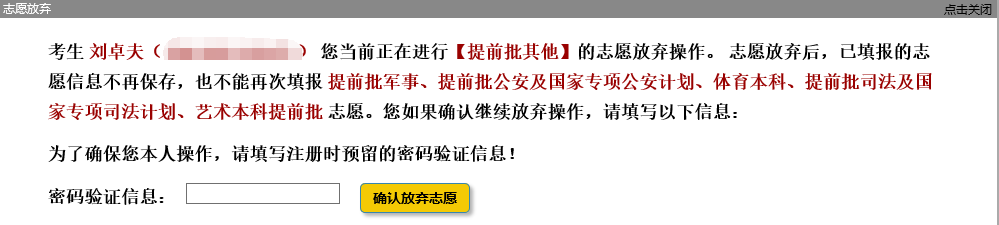 志愿放弃
点击关闭
考生 刘卓夫（ ） 您当前正在进行【提前批其他】的志愿放弃操作。 志愿放弃后，已填报的志
愿信息不再保存，也不能再次填报 提前批军事、提前批公安及国家专项公安计划、体育本科、提前批司法及国
家专项司法计划、艺术本科提前批 志愿。您如果确认继续放弃操作，请填写以下信息：
为了确保您本人操作，请填写注册时预留的密码验证信息！
密码验证信息： 确认放弃志愿